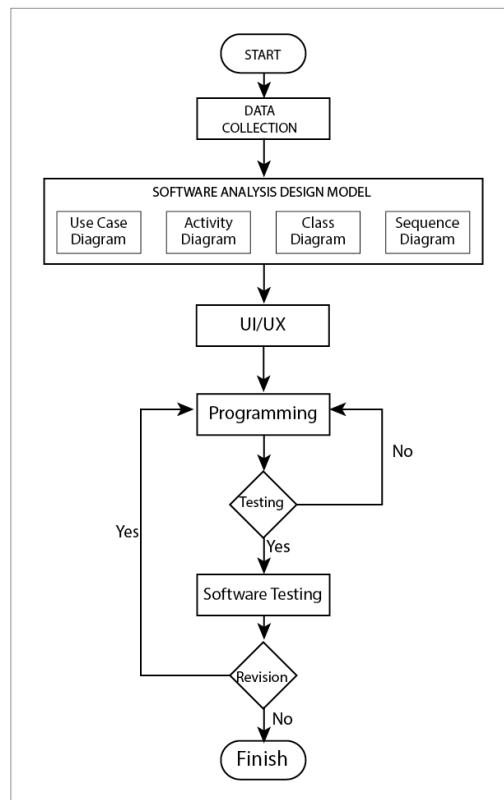 START
DATA
COLLECTION
SOFTWARE ANALYSIS DESIGN MODEL
Use Case
Diagram
Activity
Diagram
Class
Diagram
Sequence
Diagram
UI/UX
Programming
No
Testing
Yes
Yes
Software Testing
Revision
No
Finish